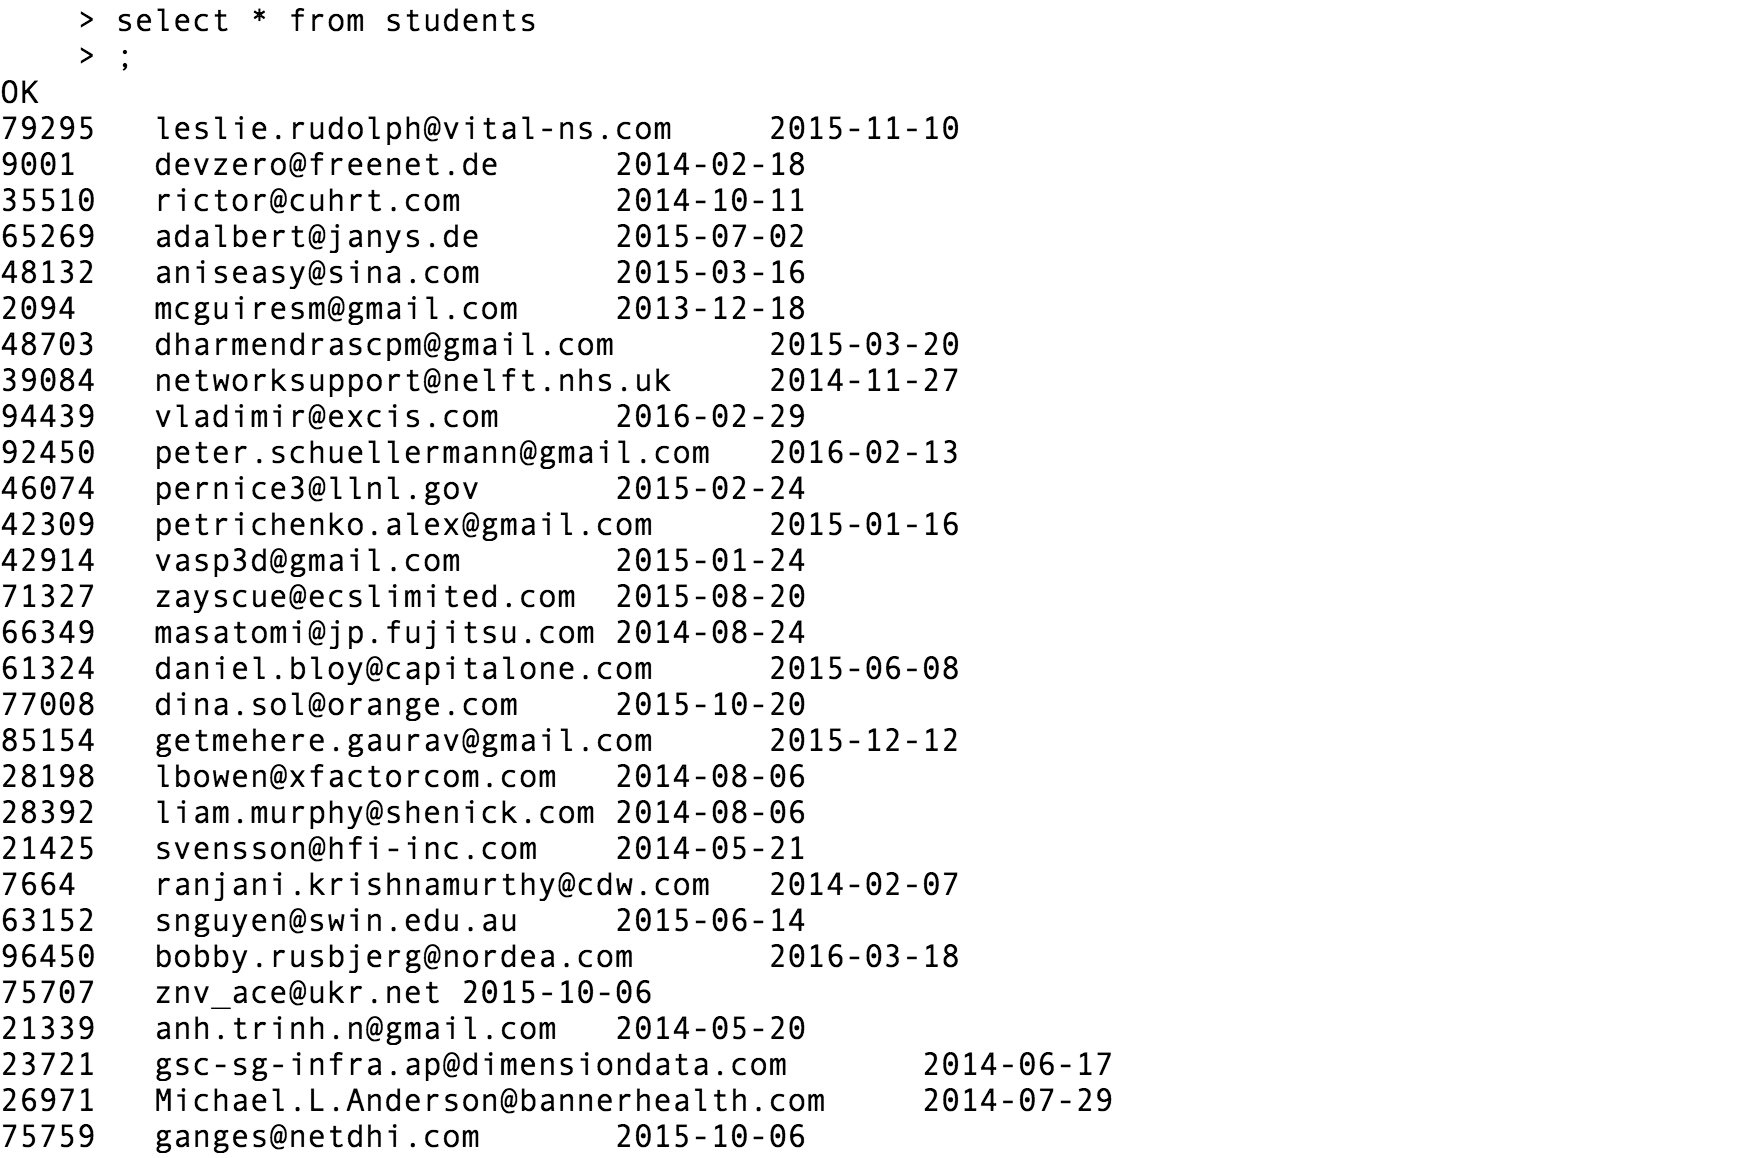 > select * from students
> ;
OK
79295 leslie.rudolph@vital-ns.com 2015-11-10
9001 devzero@freenet.de 2014-02-18
35510 rictor@cuhrt.com 2014-10-11
65269 adalbert@janys.de 2015-07-02
48132 aniseasy@sina.com 2015-03-16
2094 mcguiresm@gmail.com 2013-12-18
48703 dharmendrascpm@gmail.com 2015-03-20
39084 networksupport@nelft.nhs.uk 2014-11-27
94439 vladimir@excis.com 2016-02-29
92450 peter.schuellermann@gmail.com 2016-02-13
46074 pernice3@llnl.gov 2015-02-24
42309 petrichenko.alex@gmail.com 2015-01-16
42914 vasp3d@gmail.com 2015-01-24
71327 zayscue@ecslimited.com 2015-08-20
66349 masatomi@jp.fujitsu.com 2014-08-24
61324 daniel.bloy@capitalone.com 2015-06-08
77008 dina.sol@orange.com 2015-10-20
85154 getmehere.gaurav@gmail.com 2015-12-12
28198 lbowen@xfactorcom.com 2014-08-06
28392 liam.murphy@shenick.com 2014-08-06
21425 svensson@hfi-inc.com 2014-05-21
7664 ranjani.krishnamurthy@cdw.com 2014-02-07
63152 snguyen@swin.edu.au 2015-06-14
96450 bobby.rusbjerg@nordea.com 2016-03-18
75707 znv_ace@ukr.net 2015-10-06
21339 anh.trinh.n@gmail.com 2014-05-20
23721 gsc-sg-infra.ap@dimensiondata.com 2014-06-17
26971 Michael.L.Anderson@bannerhealth.com 2014-07-29
75759 ganges@netdhi.com 2015-10-06